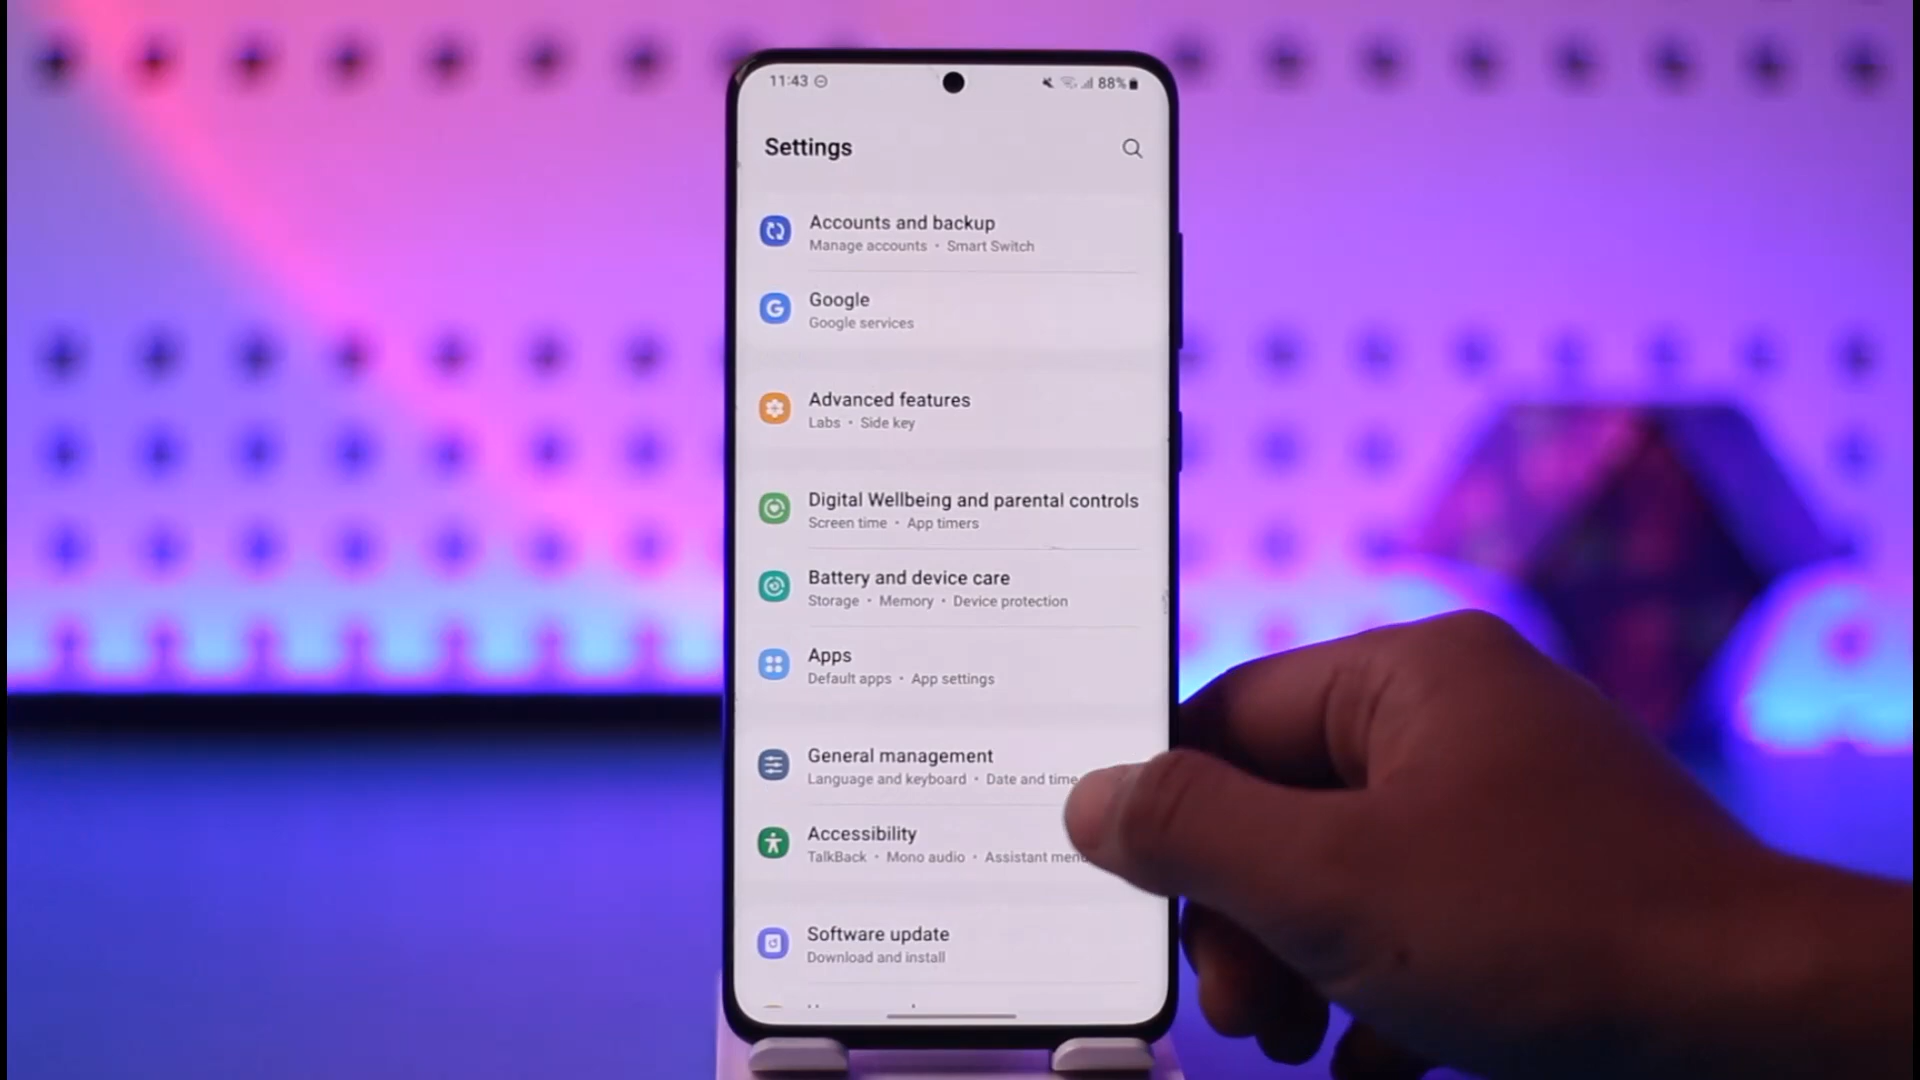 11:43
88%
Settings
Accounts and backup
Manage accounts • Smart Switch
Google
Google services
Advanced features
Labs • Side key
Digital Wellbeing and parental controls
Screen time • App timers
Battery and device care
Storage • Memory • Device protection
Apps
Default apps • App settings
General management
Language and keyboard • Date and time
Accessibility
TalkBack • Mono audio • Assistant menu
Software update
Download and install